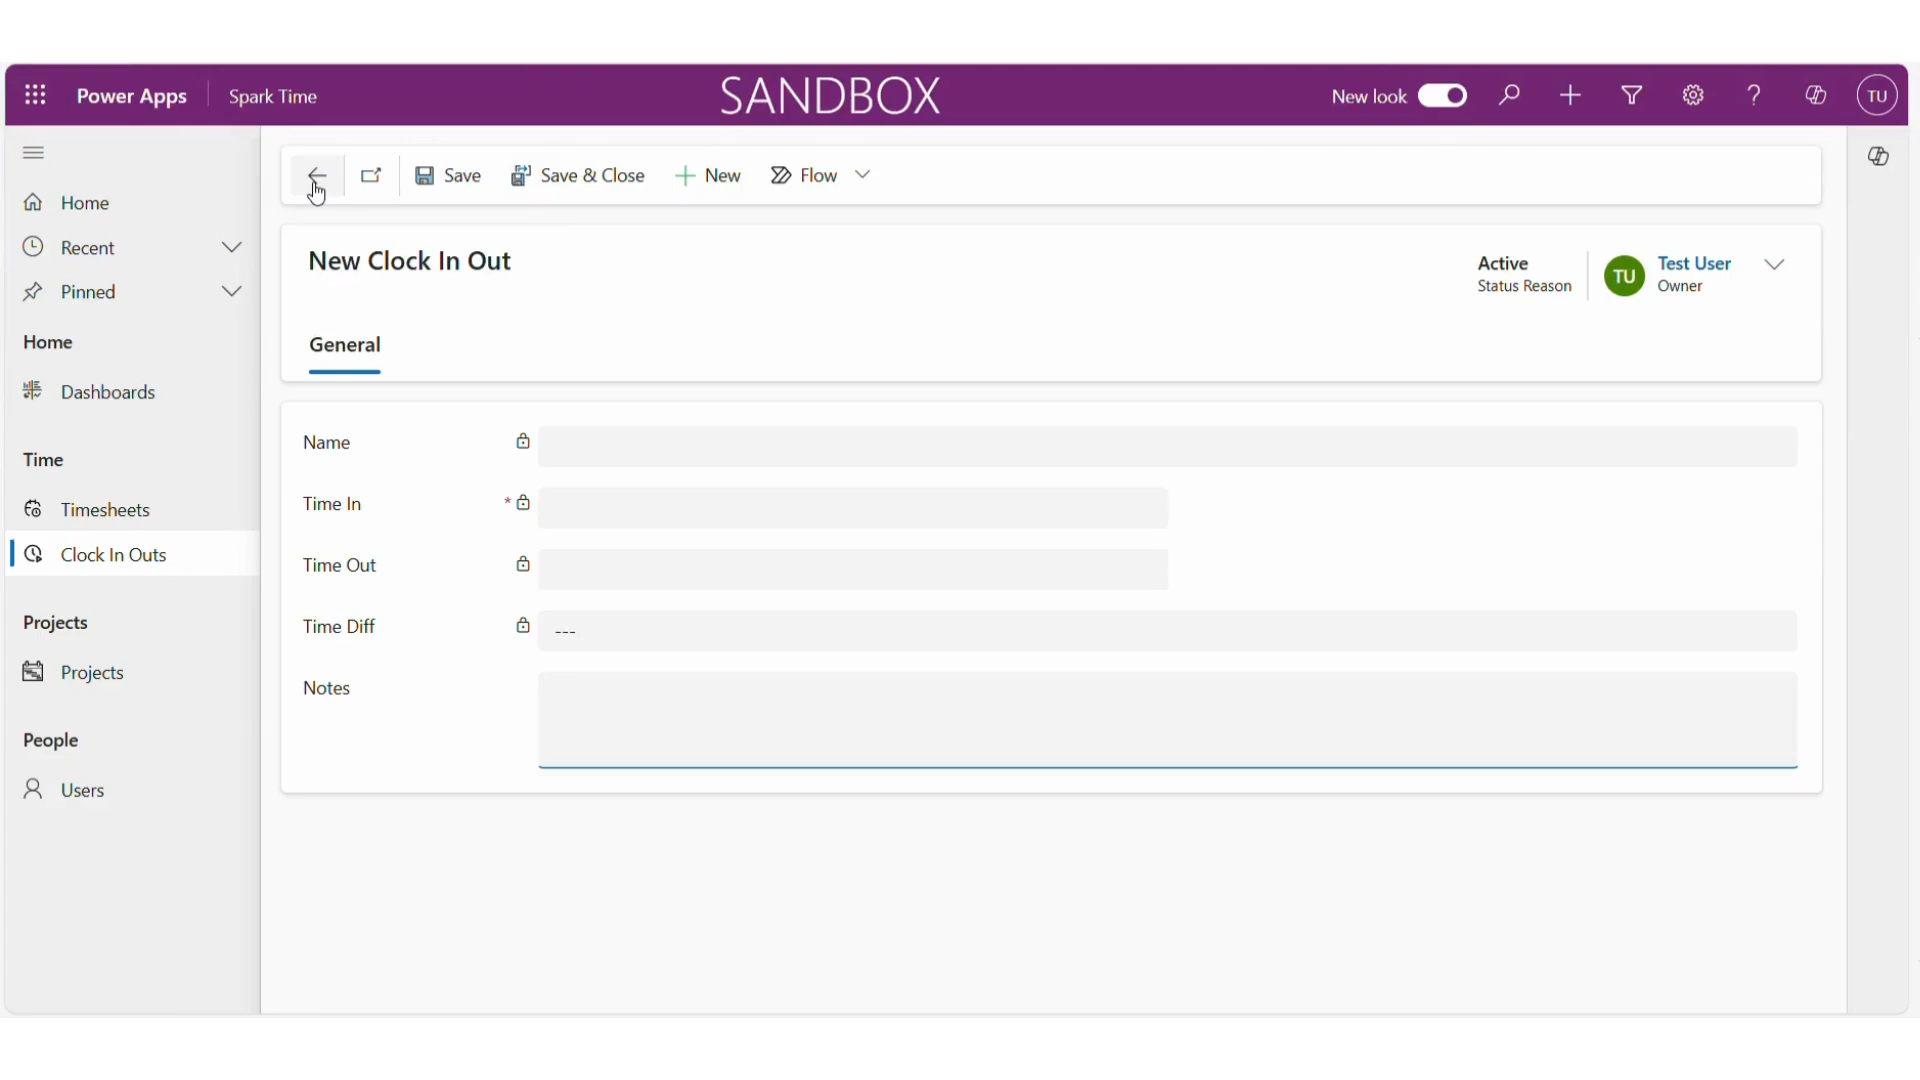 Power Apps
Spark Time
SANDBOX
New look
TU
Home
Recent
Pinned
Home
Dashboards
Time
Timesheets
Clock In Outs
Projects
Projects
People
Users
Save
Save & Close
New
Flow
New Clock In Out
Active
Status Reason
TU
Test User
Owner
General
Name
Time In *
Time Out
Time Diff
---
Notes